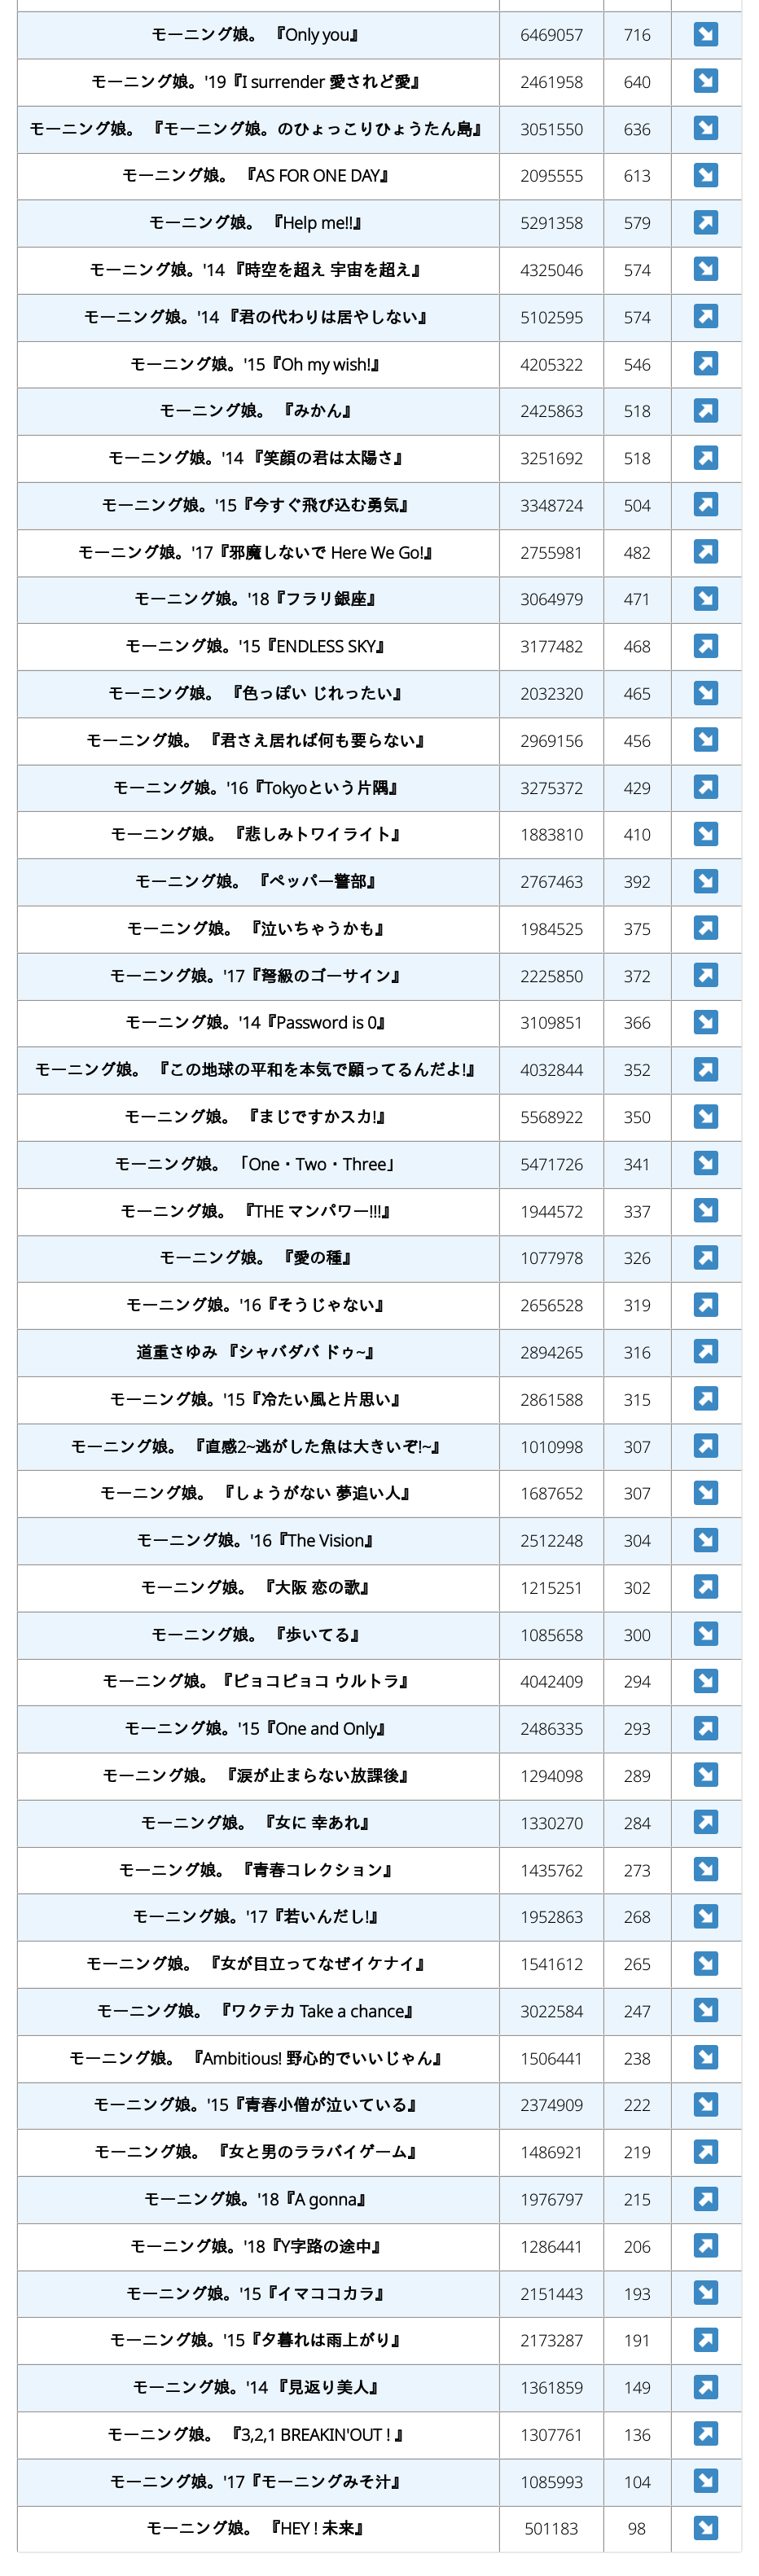 モーニング娘。 『Only you』 6469057 716 ↘
モーニング娘。'19『I surrender 愛されど愛』 2461958 640 ↘
モーニング娘。 『モーニング娘。のひょっこりひょうたん島』 3051550 636 ↘
モーニング娘。 『AS FOR ONE DAY』 2095555 613 ↘
モーニング娘。 『Help me!!』 5291358 579 ↗
モーニング娘。'14 『時空を超え 宇宙を超え』 4325046 574 ↘
モーニング娘。'14 『君の代わりは居やしない』 5102595 574 ↗
モーニング娘。'15『Oh my wish!』 4205322 546 ↗
モーニング娘。 『みかん』 2425863 518 ↗
モーニング娘。'14 『笑顔の君は太陽さ』 3251692 518 ↗
モーニング娘。'15『今すぐ飛び込む勇気』 3348724 504 ↗
モーニング娘。'17『邪魔しないで Here We Go!』 2755981 482 ↗
モーニング娘。'18『フラリ銀座』 3064979 471 ↘
モーニング娘。'15『ENDLESS SKY』 3177482 468 ↗
モーニング娘。 『色っぽい じれったい』 2032320 465 ↘
モーニング娘。 『君さえ居れば何も要らない』 2969156 456 ↘
モーニング娘。'16『Tokyoという片隅』 3275372 429 ↗
モーニング娘。 『悲しみトワイライト』 1883810 410 ↘
モーニング娘。 『ペッパー警部』 2767463 392 ↘
モーニング娘。 『泣いちゃうかも』 1984525 375 ↗
モーニング娘。'17『弩級のゴーサイン』 2225850 372 ↗
モーニング娘。'14『Password is 0』 3109851 366 ↘
モーニング娘。 『この地球の平和を本気で願ってるんだよ!』 4032844 352 ↗
モーニング娘。 『まじですかスカ!』 5568922 350 ↘
モーニング娘。 「One・Two・Three」 5471726 341 ↘
モーニング娘。 『THE マンパワー!!!』 1944572 337 ↘
モーニング娘。 『愛の種』 1077978 326 ↗
モーニング娘。'16『そうじゃない』 2656528 319 ↗
道重さゆみ 『シャバダバ ドゥ~』 2894265 316 ↗
モーニング娘。'15『冷たい風と片思い』 2861588 315 ↗
モーニング娘。 『直感2~逃がした魚は大きいぞ!~』 1010998 307 ↗
モーニング娘。 『しょうがない 夢追い人』 1687652 307 ↘
モーニング娘。'16『The Vision』 2512248 304 ↘
モーニング娘。 『大阪 恋の歌』 1215251 302 ↗
モーニング娘。 『歩いてる』 1085658 300 ↘
モーニング娘。『ピョコピョコ ウルトラ』 4042409 294 ↘
モーニング娘。'15『One and Only』 2486335 293 ↗
モーニング娘。 『涙が止まらない放課後』 1294098 289 ↘
モーニング娘。 『女に 幸あれ』 1330270 284 ↗
モーニング娘。 『青春コレクション』 1435762 273 ↘
モーニング娘。'17『若いんだし!』 1952863 268 ↘
モーニング娘。 『女が目立ってなぜイケナイ』 1541612 265 ↘
モーニング娘。 『ワクテカ Take a chance』 3022584 247 ↘
モーニング娘。 『Ambitious! 野心的でいいじゃん』 1506441 238 ↘
モーニング娘。'15『青春小僧が泣いている』 2374909 222 ↘
モーニング娘。 『女と男のララバイゲーム』 1486921 219 ↗
モーニング娘。'18『A gonna』 1976797 215 ↗
モーニング娘。'18『Y字路の途中』 1286441 206 ↗
モーニング娘。'15『イマココカラ』 2151443 193 ↘
モーニング娘。'15『夕暮れは雨上がり』 2173287 191 ↗
モーニング娘。'14 『見返り美人』 1361859 149 ↗
モーニング娘。 『3,2,1 BREAKIN'OUT ! 』 1307761 136 ↗
モーニング娘。'17『モーニングみそ汁』 1085993 104 ↘
モーニング娘。 『HEY ! 未来』 501183 98 ↘